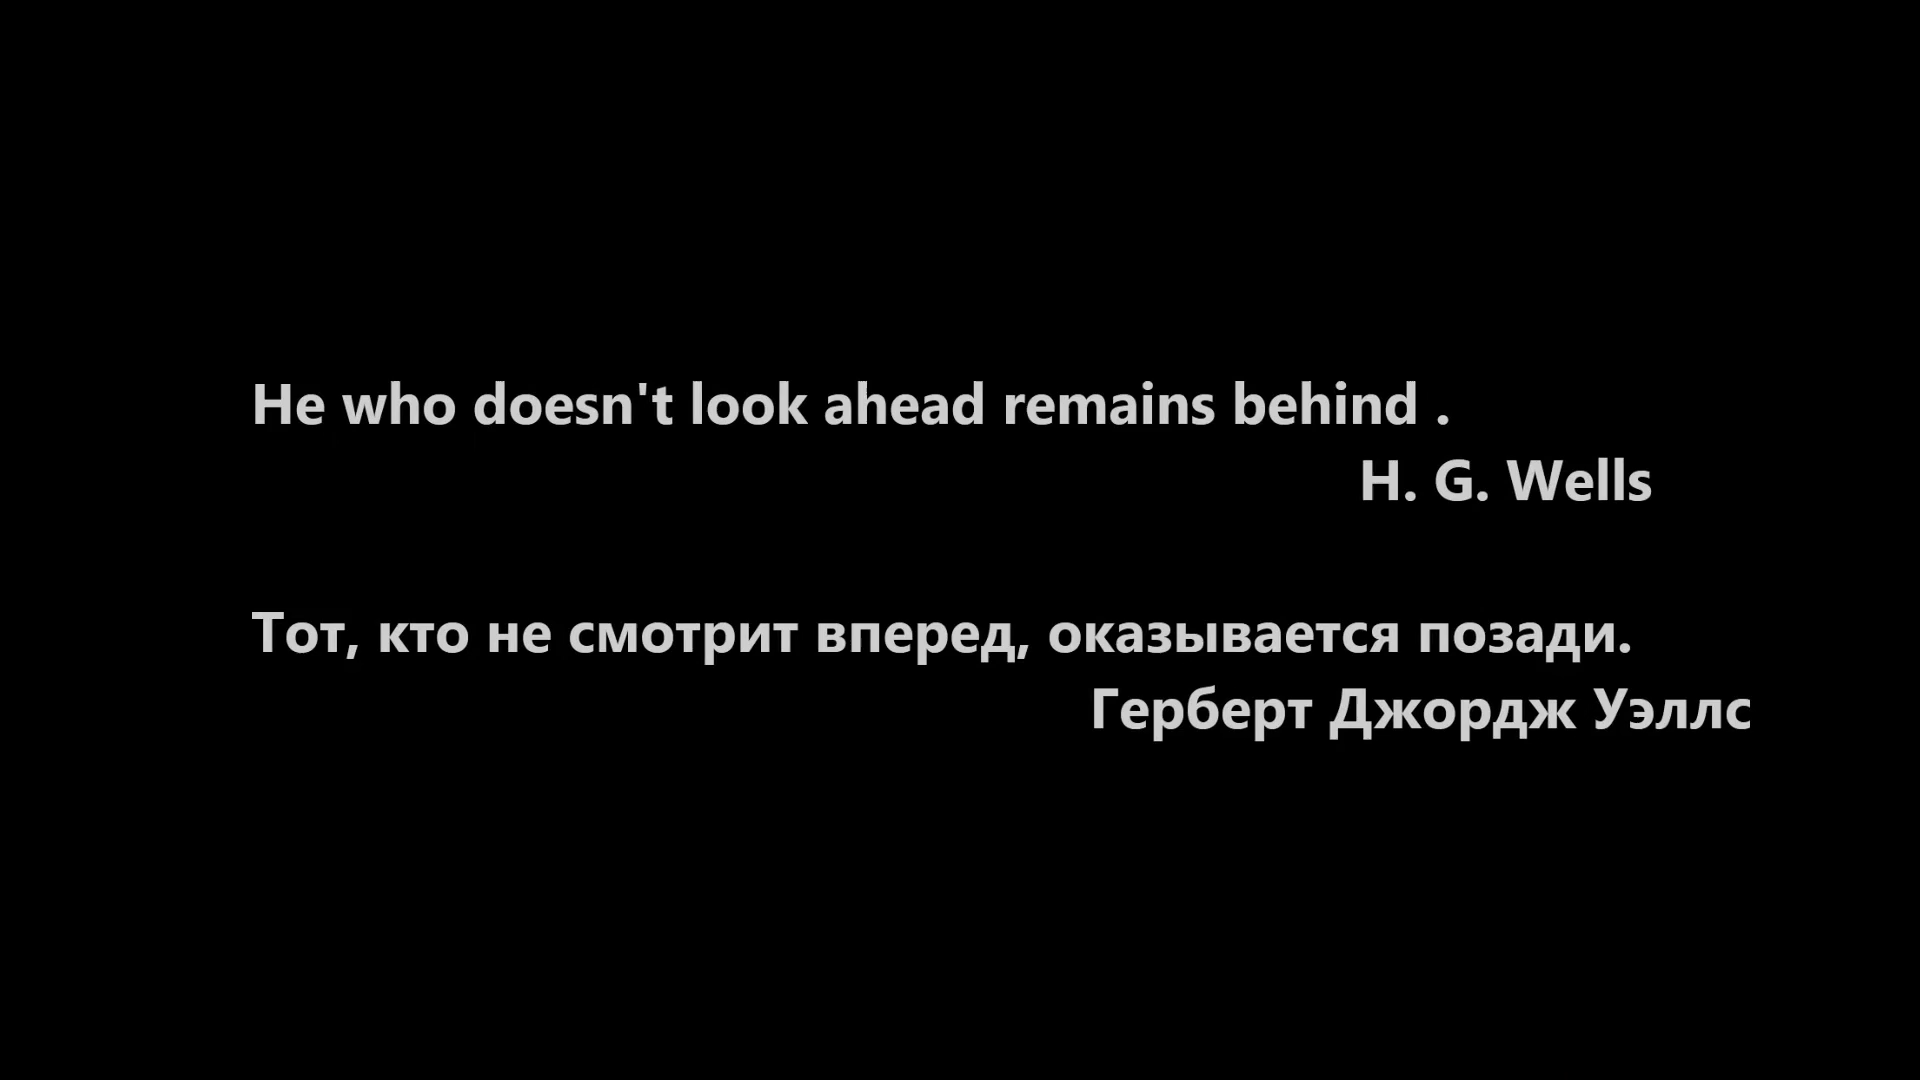 He who doesn't look ahead remains behind .
H. G. Wells
Тот, кто не смотрит вперед, оказывается позади.
Герберт Джордж Уэллс